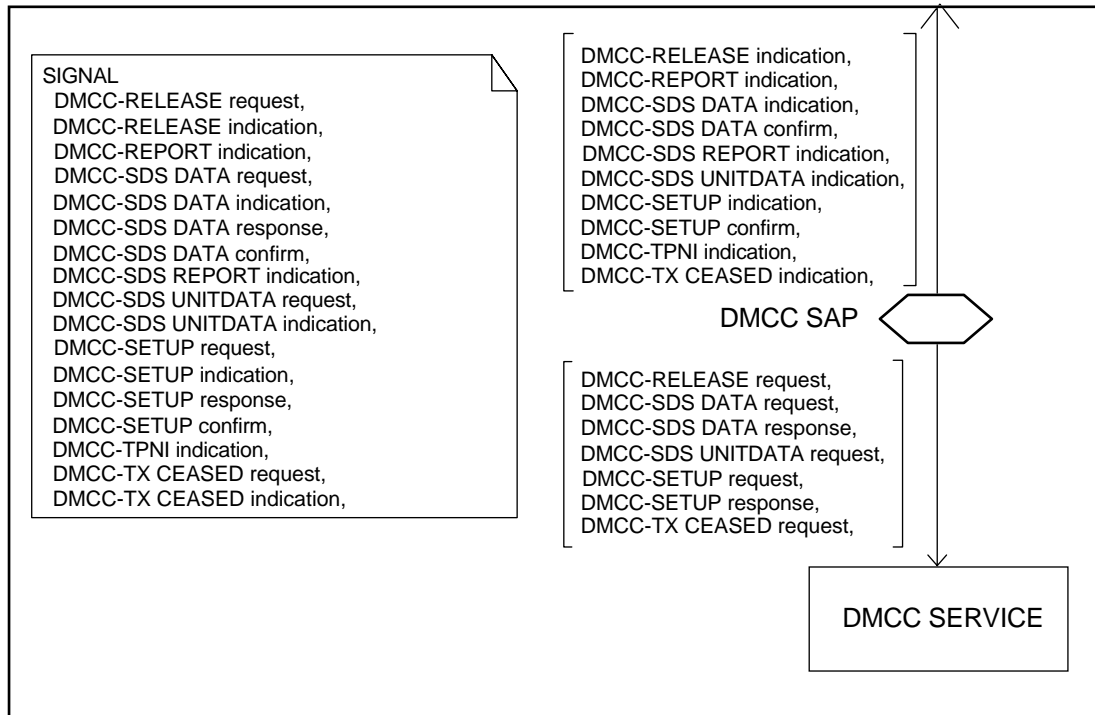 SIGNAL
DMCC-RELEASE request,
DMCC-RELEASE indication,
DMCC-REPORT indication,
DMCC-SDS DATA request,
DMCC-SDS DATA indication,
DMCC-SDS DATA response,
DMCC-SDS DATA confirm,
DMCC-SDS REPORT indication,
DMCC-SDS UNITDATA request,
DMCC-SDS UNITDATA indication,
DMCC-SETUP request,
DMCC-SETUP indication,
DMCC-SETUP response,
DMCC-SETUP confirm,
DMCC-TPNI indication,
DMCC-TX CEASED request,
DMCC-TX CEASED indication,
DMCC-RELEASE indication,
DMCC-REPORT indication,
DMCC-SDS DATA indication,
DMCC-SDS DATA confirm,
DMCC-SDS REPORT indication,
DMCC-SDS UNITDATA indication,
DMCC-SETUP indication,
DMCC-SETUP confirm,
DMCC-TPNI indication,
DMCC-TX CEASED indication,
DMCC SAP
DMCC-RELEASE request,
DMCC-SDS DATA request,
DMCC-SDS DATA response,
DMCC-SDS UNITDATA request,
DMCC-SETUP request,
DMCC-SETUP response,
DMCC-TX CEASED request,
DMCC SERVICE